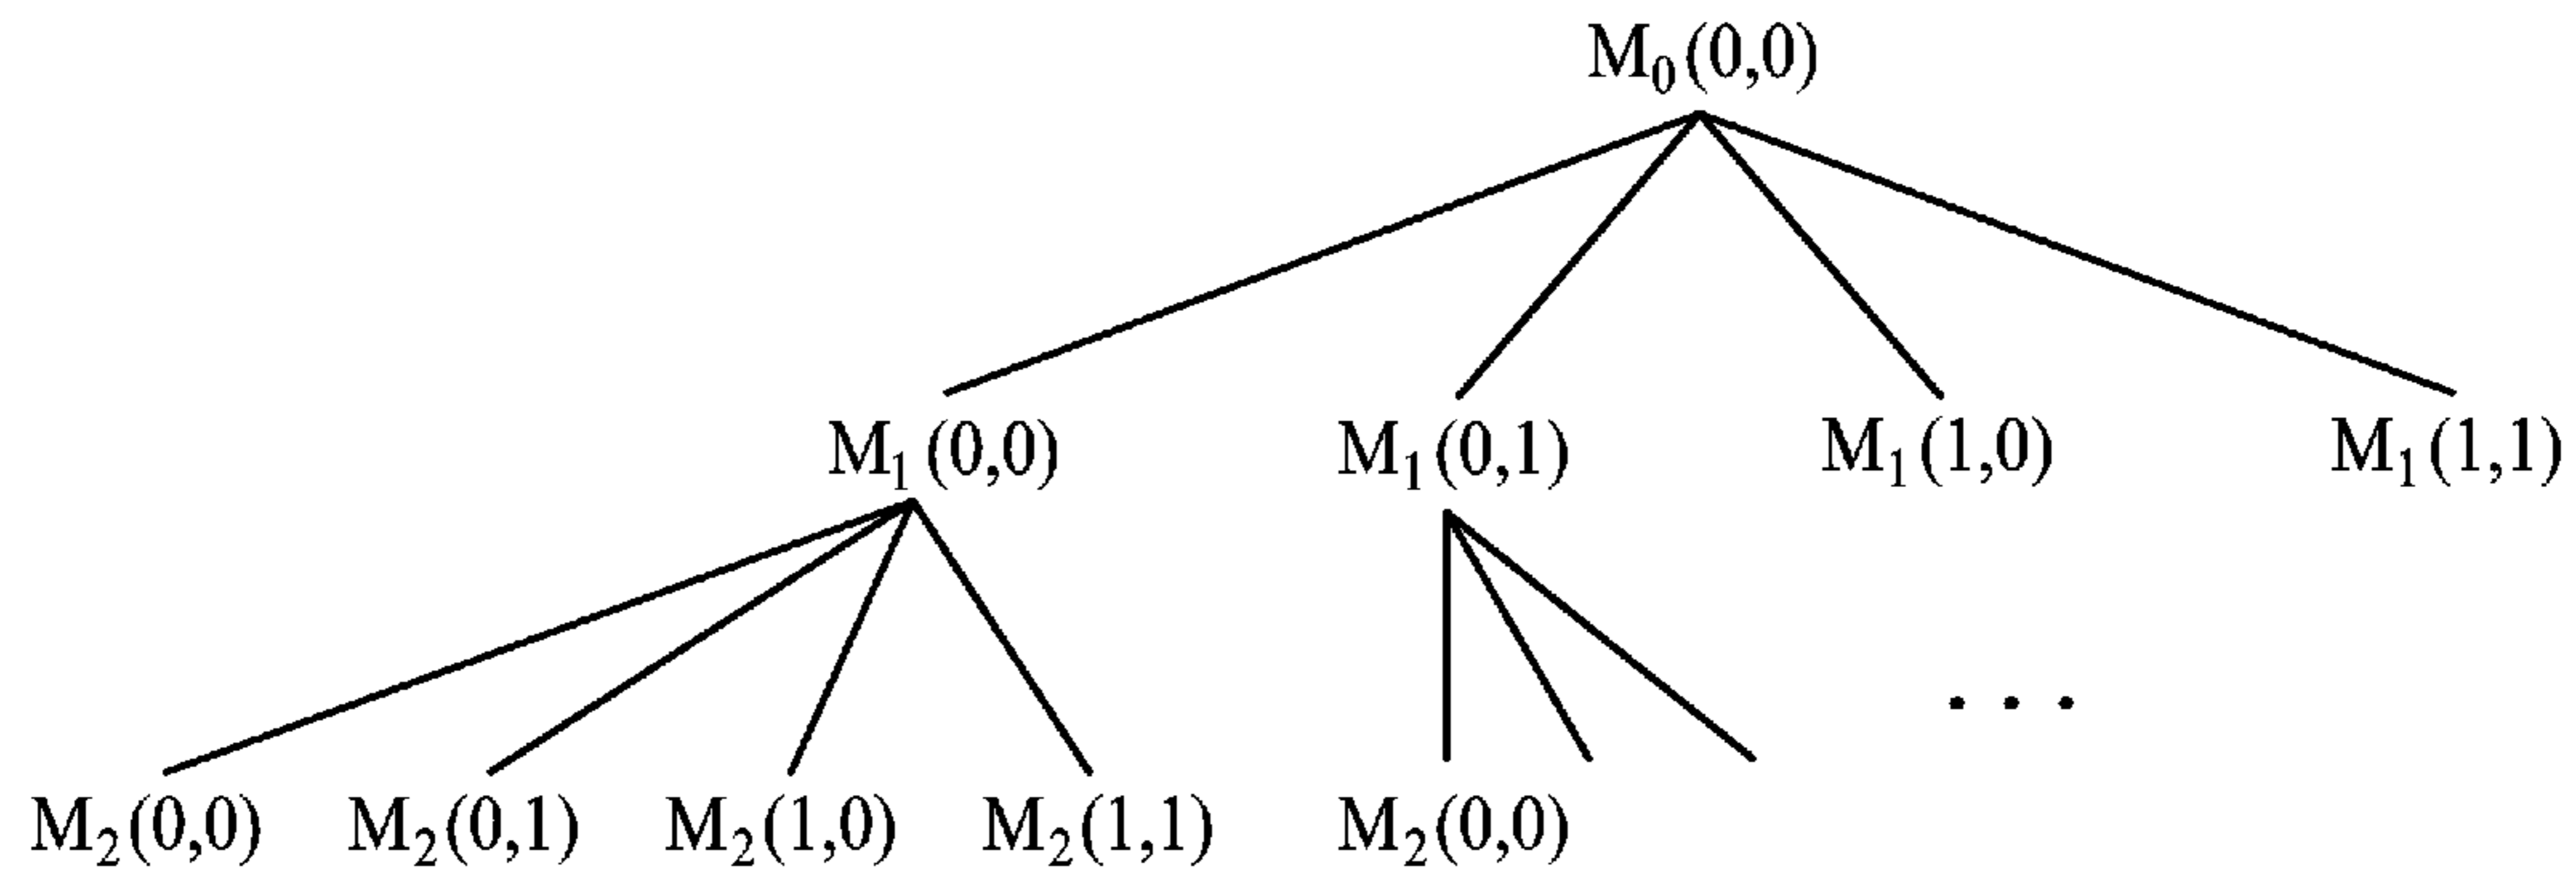 M₀(0,0)
M₁(0,0) M₁(0,1) M₁(1,0) M₁(1,1)
. . .
M₂(0,0) M₂(0,1) M₂(1,0) M₂(1,1) M₂(0,0)